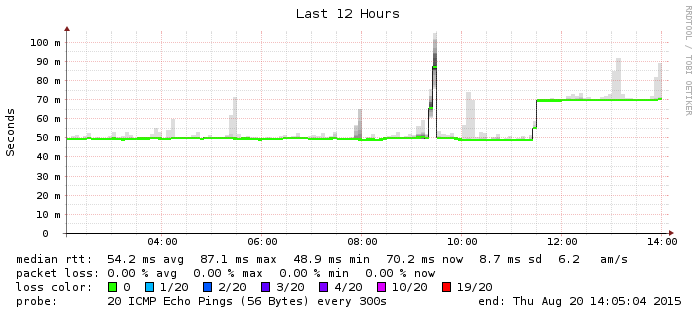 Last 12 Hours
RRDTOOL / TOBI OETIKER
Seconds
100 m
90 m
80 m
70 m
60 m
50 m
40 m
30 m
20 m
10 m
0
04:00 06:00 08:00 10:00 12:00 14:00
median rtt: 54.2 ms avg 87.1 ms max 48.9 ms min 70.2 ms now 8.7 ms sd 6.2 am/s
packet loss: 0.00 % avg 0.00 % max 0.00 % min 0.00 % now
loss color: 0 1/20 2/20 3/20 4/20 10/20 19/20
probe: 20 ICMP Echo Pings (56 Bytes) every 300s end: Thu Aug 20 14:05:04 2015